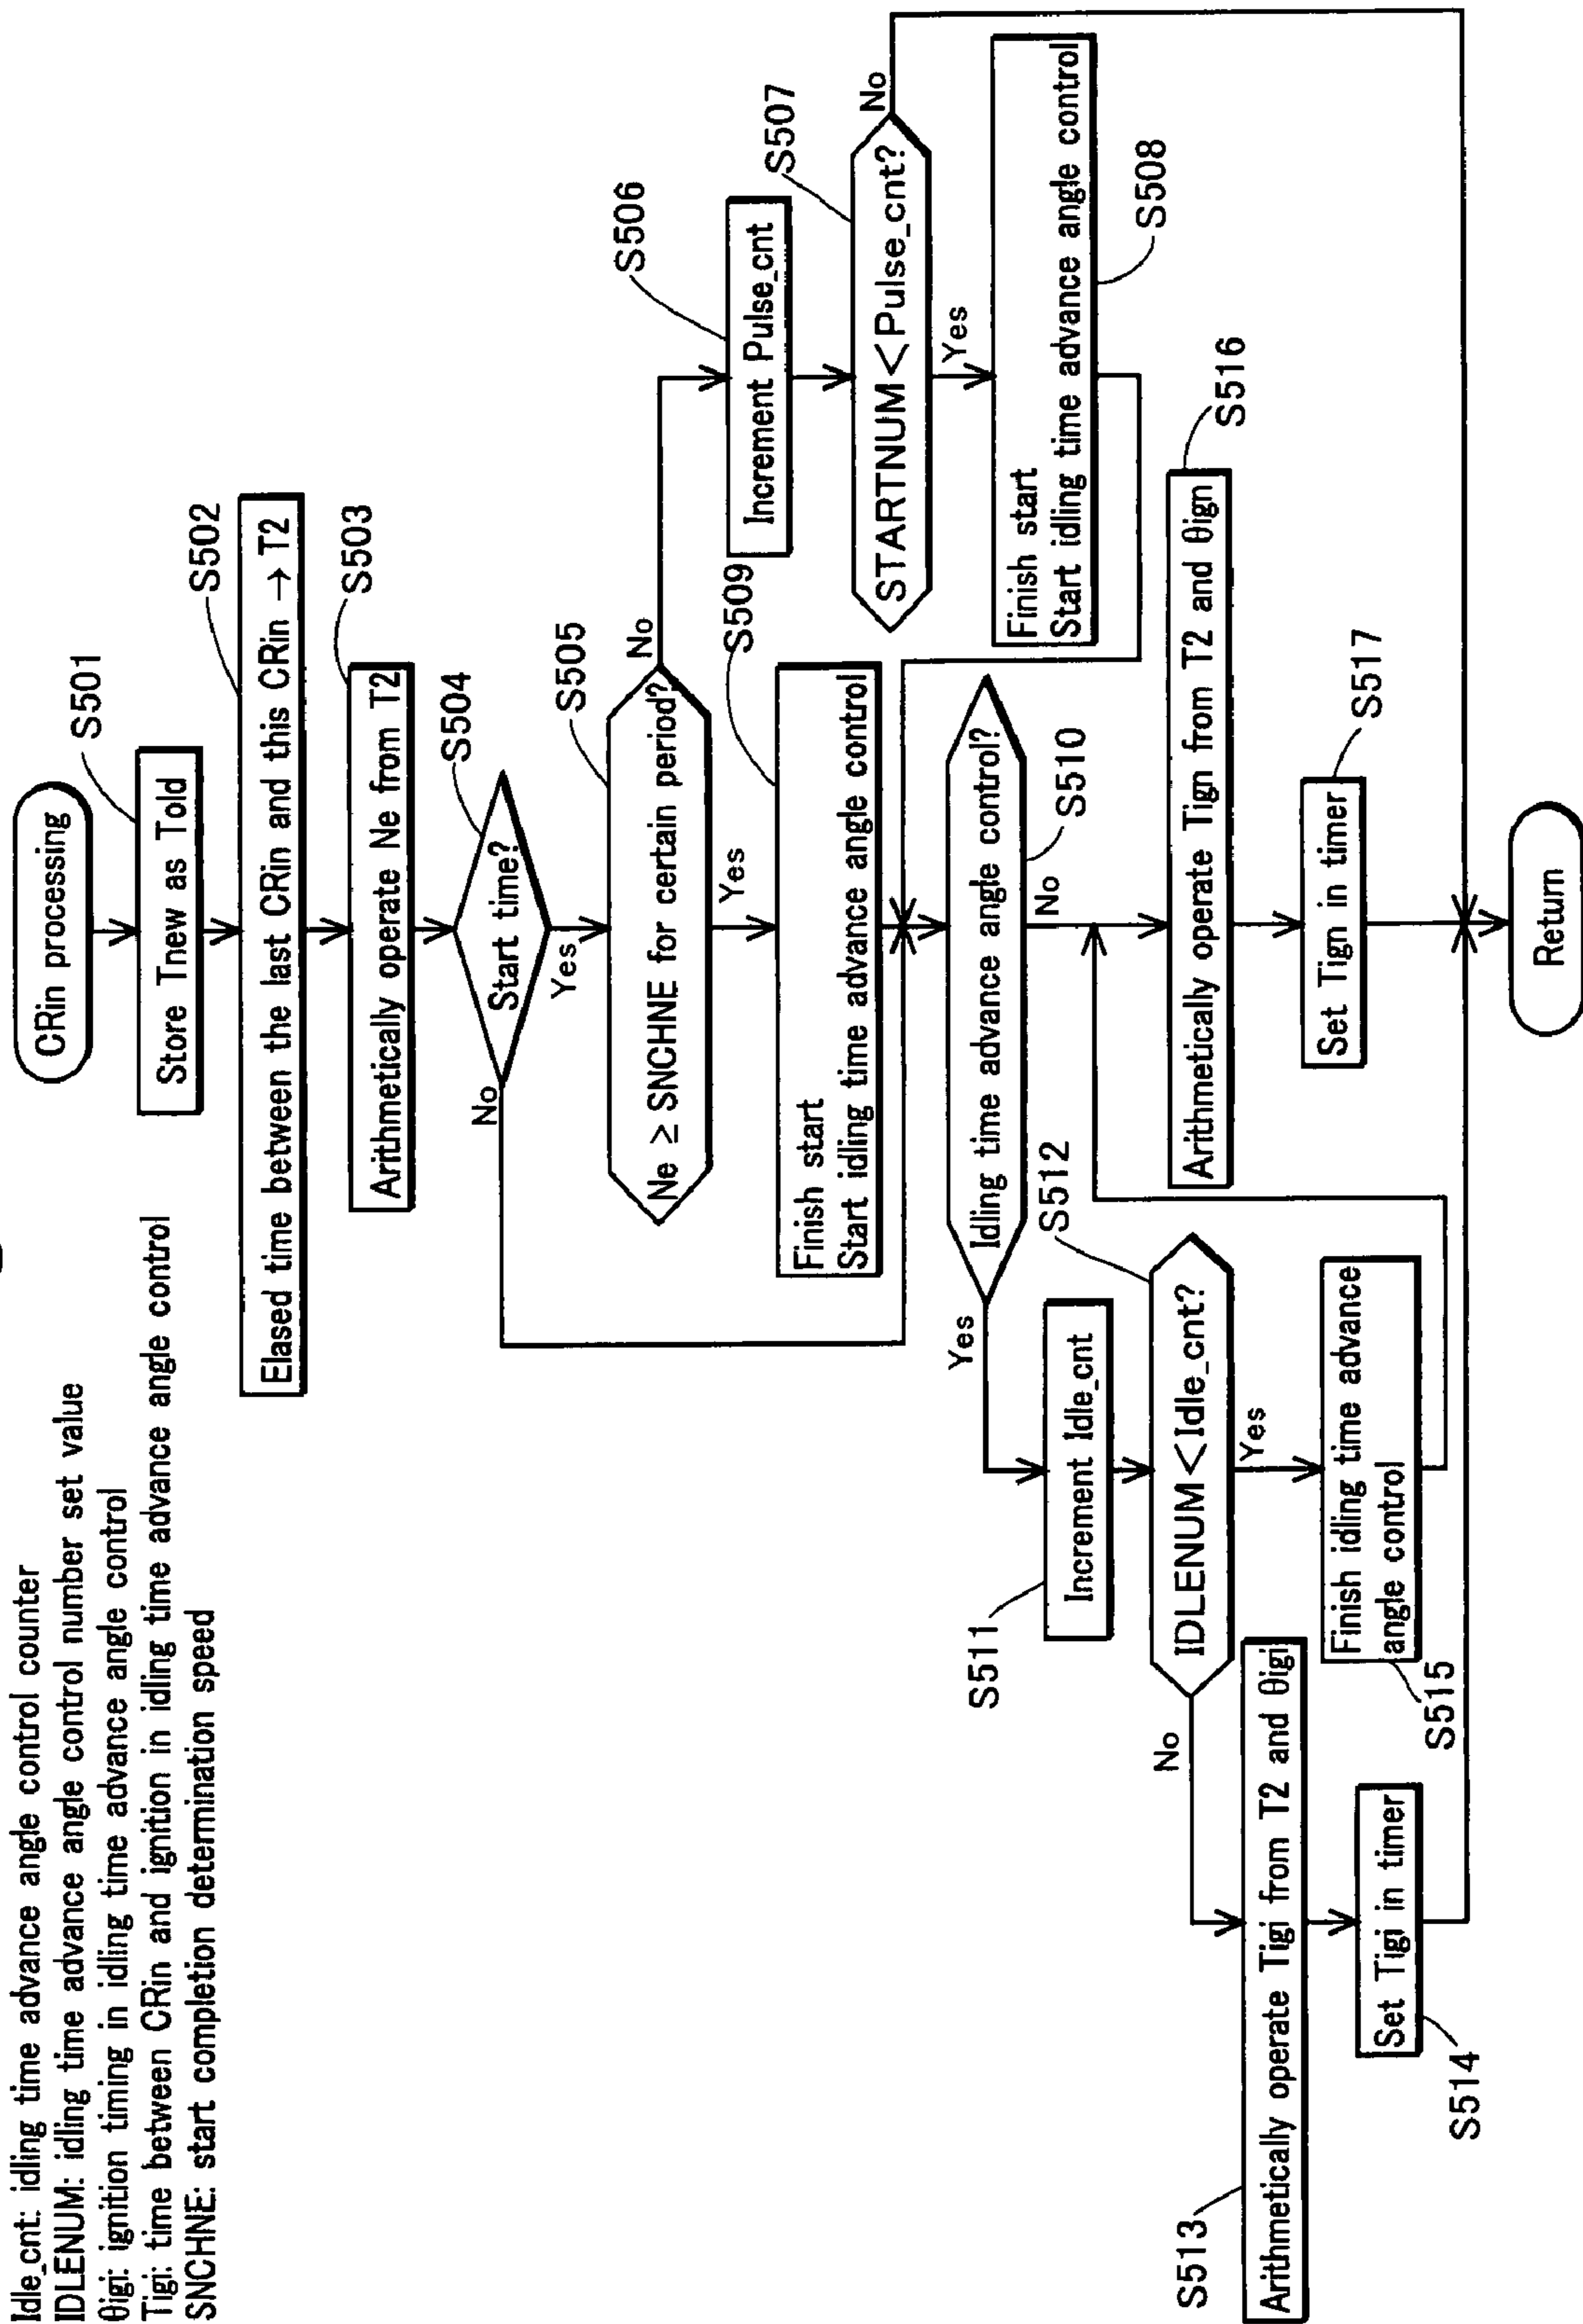 Idle_cnt: idling time advance angle control counter
IDLENUM: idling time advance angle control number set value
θigi: ignition timing in idling time advance angle control
Tigi: time between CRin and ignition in idling time advance angle control
SNCHNE: start completion determination speed
CRin processing
S501
Store Tnew as Told
S502
Elased time between the last CRin and this CRin → T2
S503
Arithmetically operate Ne from T2
S504
Start time?
No
Yes
S505
Ne ≥ SNCHNE for certain period?
No
Yes
S506
Increment Pulse_cnt
S507
STARTNUM<Pulse_cnt?
No
Yes
Finish start
Start idling time advance angle control
S508
S509
Finish start
Start idling time advance angle control
Idling time advance angle control?
S510
Yes
No
S511
Increment Idle_cnt
S512
IDLENUM<Idle_cnt?
No
Yes
S513
Arithmetically operate Tigi from T2 and θigi
Set Tigi in timer
S514
Finish idling time advance
angle control
S515
Arithmetically operate Tign from T2 and θign
S516
Set Tign in timer
S517
Return